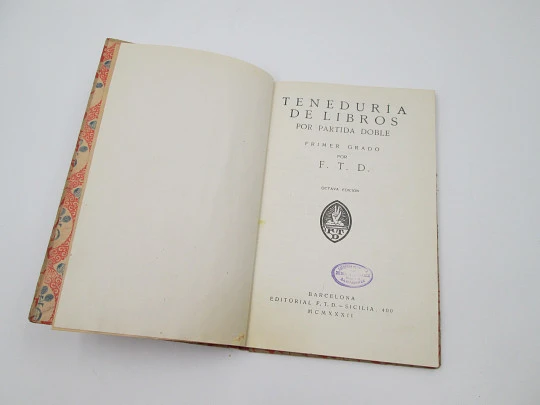 TENEDURIA
DE LIBROS
POR PARTIDA DOBLE
PRIMER GRADO
POR
F. T. D.
OCTAVA EDICIÓN
F.T.
D
BARCELONA
EDITORIAL F. T. D. - SICILIA, 400
MCMXXXII